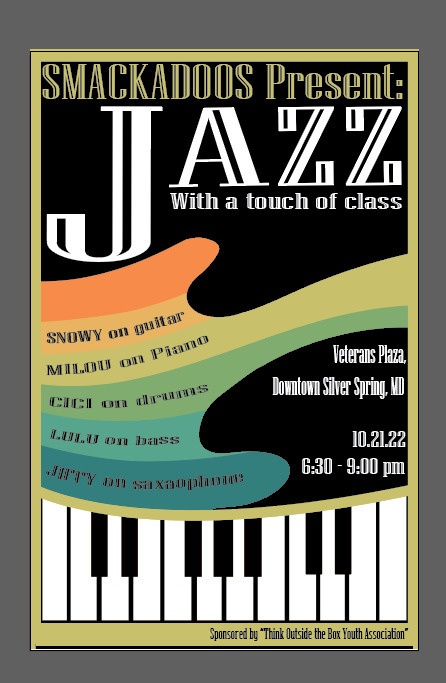 SMACKADOOS Present:
JAZZ
With a touch of class
SNOWY on guitar
MILOU on Piano
CICI on drums
LULU on bass
on saxaophome
Veterans Plaza,
Downtown Silver Spring, MD
10.21.22
6:30 - 9:00 pm
Sponsored by "Think Outside the Box Youth Association"